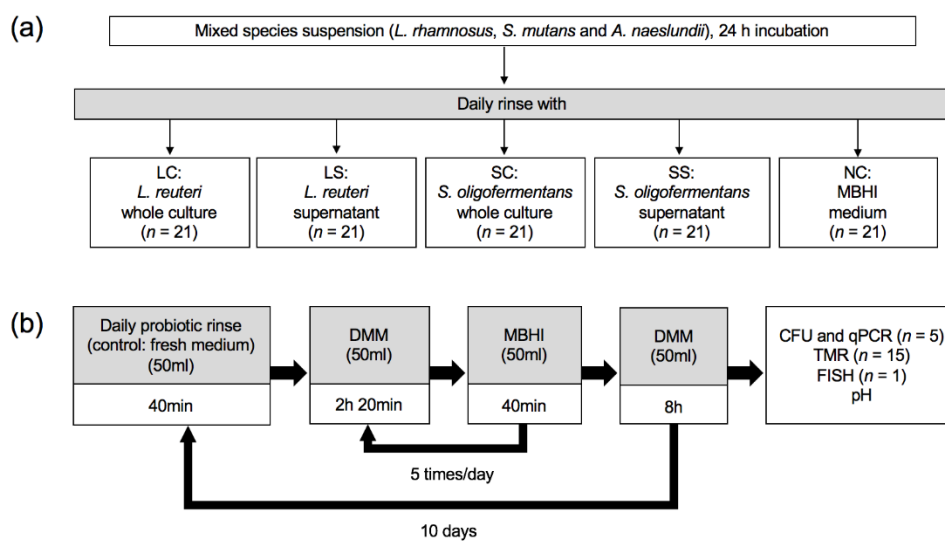 (a)
Mixed species suspension (L. rhamnosus, S. mutans and A. naeslundii), 24 h incubation
Daily rinse with
LC:
L. reuteri
whole culture
(n = 21)
LS:
L. reuteri
supernatant
(n = 21)
SC:
S. oligofermentans
whole culture
(n = 21)
SS:
S. oligofermentans
supernatant
(n = 21)
NC:
MBHI
medium
(n = 21)
(b)
Daily probiotic rinse
(control: fresh medium)
(50ml)
40min
DMM
(50ml)
2h 20min
MBHI
(50ml)
40min
DMM
(50ml)
8h
CFU and qPCR (n = 5)
TMR (n = 15)
FISH (n = 1)
pH
5 times/day
10 days